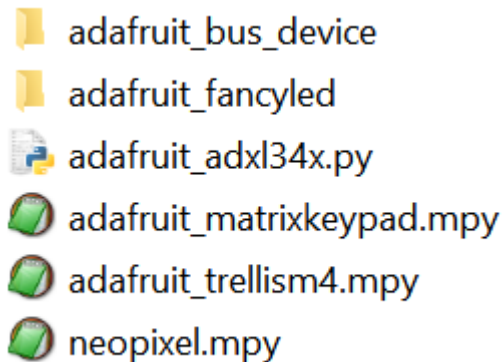 adafruit_bus_device
adafruit_fancyled
adafruit_adxl34x.py
adafruit_matrixkeypad.mpy
adafruit_trellism4.mpy
neopixel.mpy